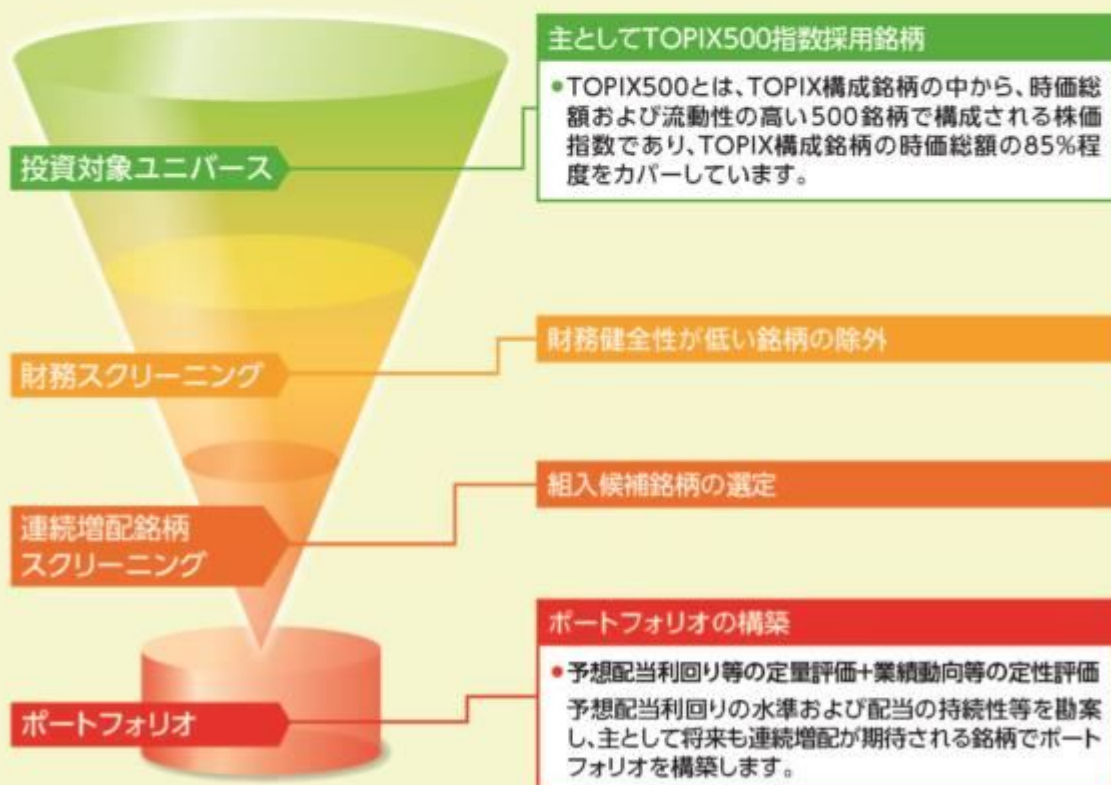 投資対象ユニバース
主としてTOPIX500指数採用銘柄
●TOPIX500とは、TOPIX構成銘柄の中から、時価総
額および流動性の高い500銘柄で構成される株価
指数であり、TOPIX構成銘柄の時価総額の85%程
度をカバーしています。
財務スクリーニング
財務健全性が低い銘柄の除外
連続増配銘柄
スクリーニング
組入候補銘柄の選定
ポートフォリオ
ポートフォリオの構築
●予想配当利回り等の定量評価+業績動向等の定性評価
予想配当利回りの水準および配当の持続性等を勘案
し、主として将来も連続増配が期待される銘柄でポート
フォリオを構築します。